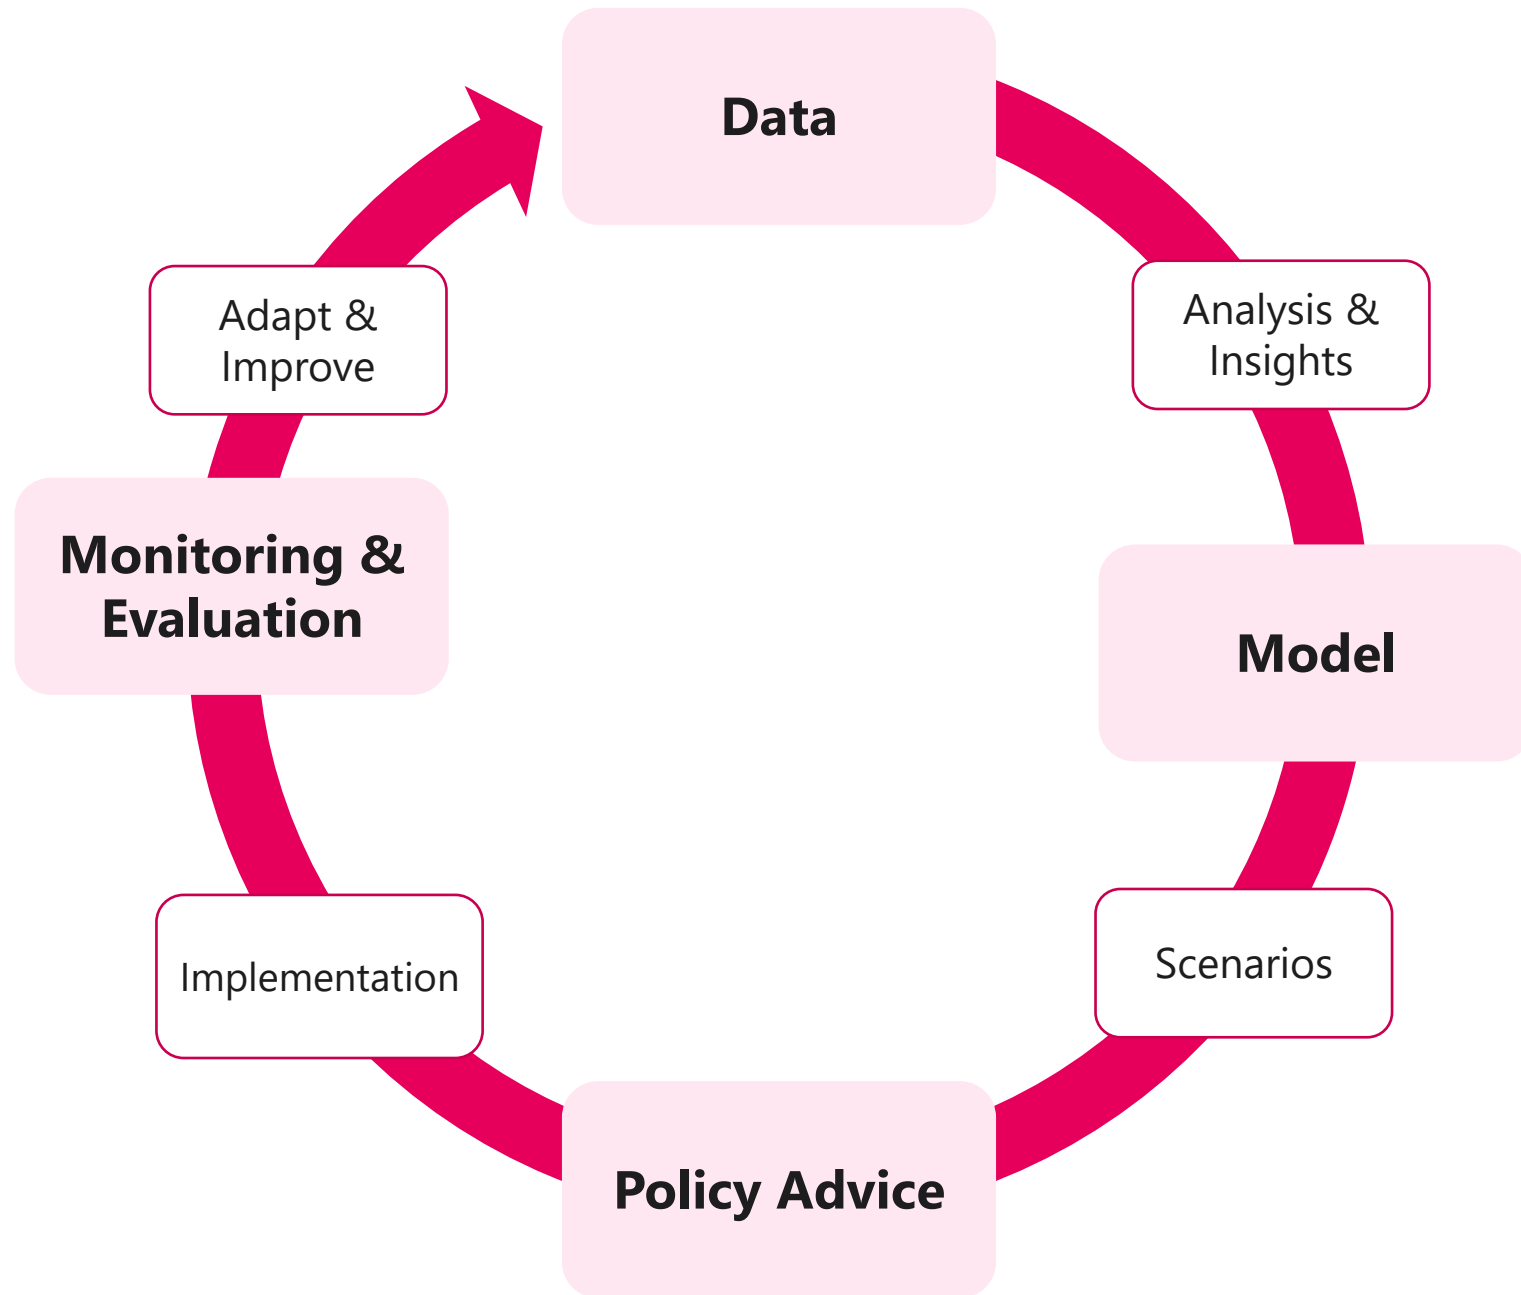 Data
Analysis &
Insights
Model
Scenarios
Policy Advice
Implementation
Monitoring &
Evaluation
Adapt &
Improve